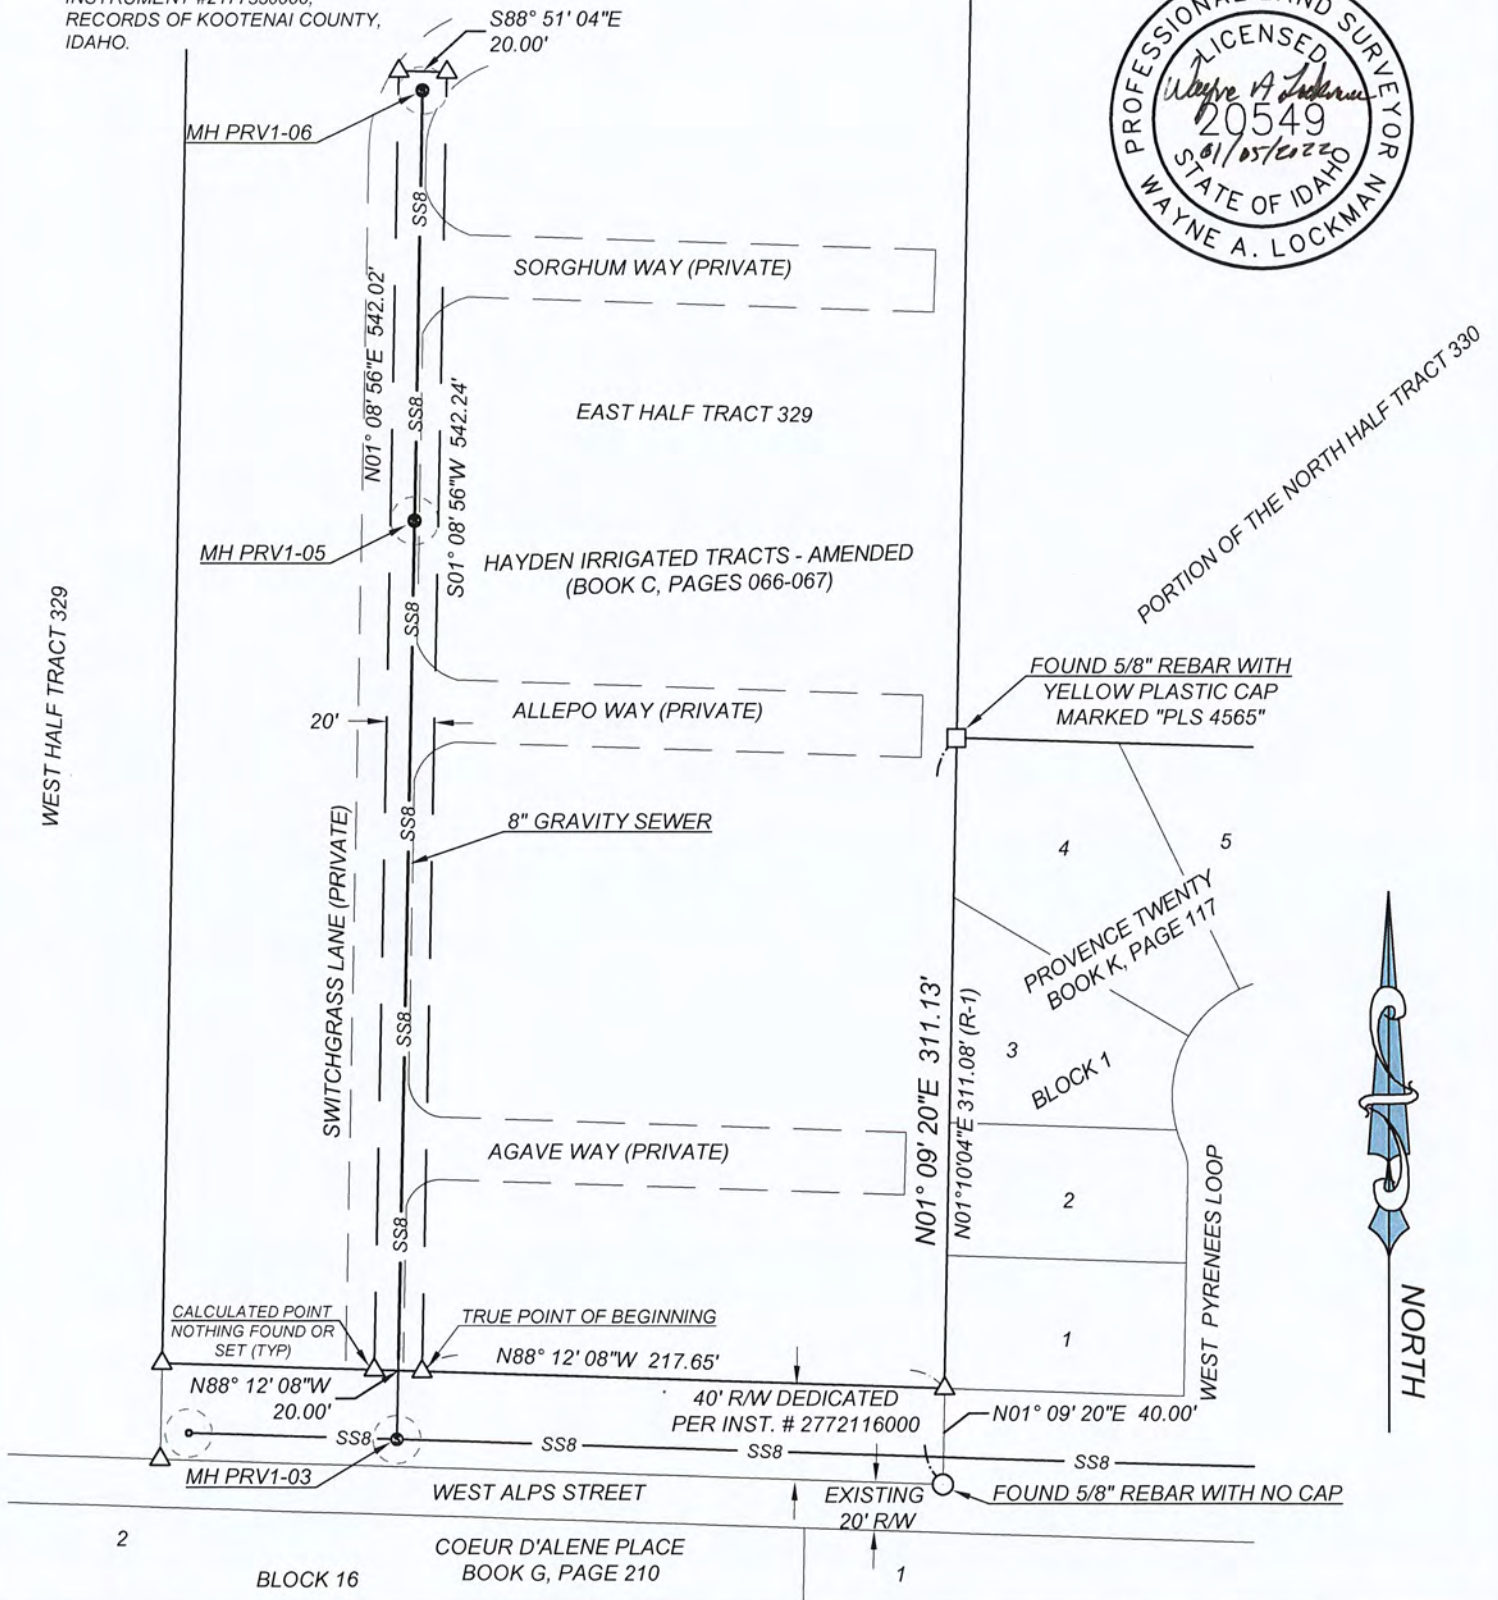 RECORDS OF KOOTENAI COUNTY,
IDAHO.
S88° 51' 04"E
20.00'
PROFESSIONAL LAND SURVEYOR
LICENSED
Wayne A Lockman
20549
01/05/2022
STATE OF IDAHO
WAYNE A. LOCKMAN
MH PRV1-06
SS8
SORGHUM WAY (PRIVATE)
N01° 08' 56"E 542.02'
SS8
S01° 08' 56"W 542.24'
EAST HALF TRACT 329
PORTION OF THE NORTH HALF TRACT 330
MH PRV1-05
HAYDEN IRRIGATED TRACTS - AMENDED
(BOOK C, PAGES 066-067)
SS8
WEST HALF TRACT 329
FOUND 5/8" REBAR WITH
YELLOW PLASTIC CAP
MARKED "PLS 4565"
20'
ALLEPO WAY (PRIVATE)
SS8
8" GRAVITY SEWER
4
5
SWITCHGRASS LANE (PRIVATE)
PROVENCE TWENTY
BOOK K, PAGE 117
SS8
N01° 09' 20"E 311.13'
N01°10'04"E 311.08' (R-1)
3
BLOCK 1
AGAVE WAY (PRIVATE)
2
SS8
WEST PYRENEES LOOP
NORTH
CALCULATED POINT
NOTHING FOUND OR
SET (TYP)
TRUE POINT OF BEGINNING
1
N88° 12' 08"W 217.65'
N88° 12' 08"W
20.00'
40' R/W DEDICATED
PER INST. # 2772116000
N01° 09' 20"E 40.00'
SS8
SS8
SS8
SS8
MH PRV1-03
WEST ALPS STREET
EXISTING
20' R/W
FOUND 5/8" REBAR WITH NO CAP
2
COEUR D'ALENE PLACE
BOOK G, PAGE 210
BLOCK 16
1